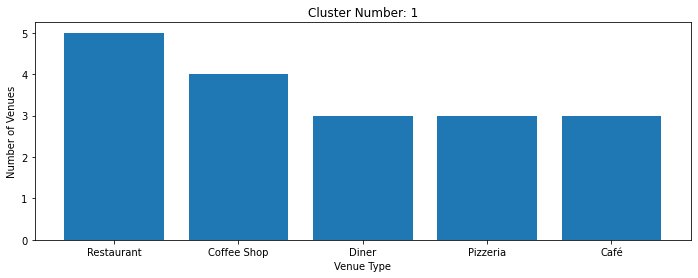 Cluster Number: 1
Number of Venues
5
4
3
2
1
0
Restaurant Coffee Shop Diner Pizzeria Café
Venue Type